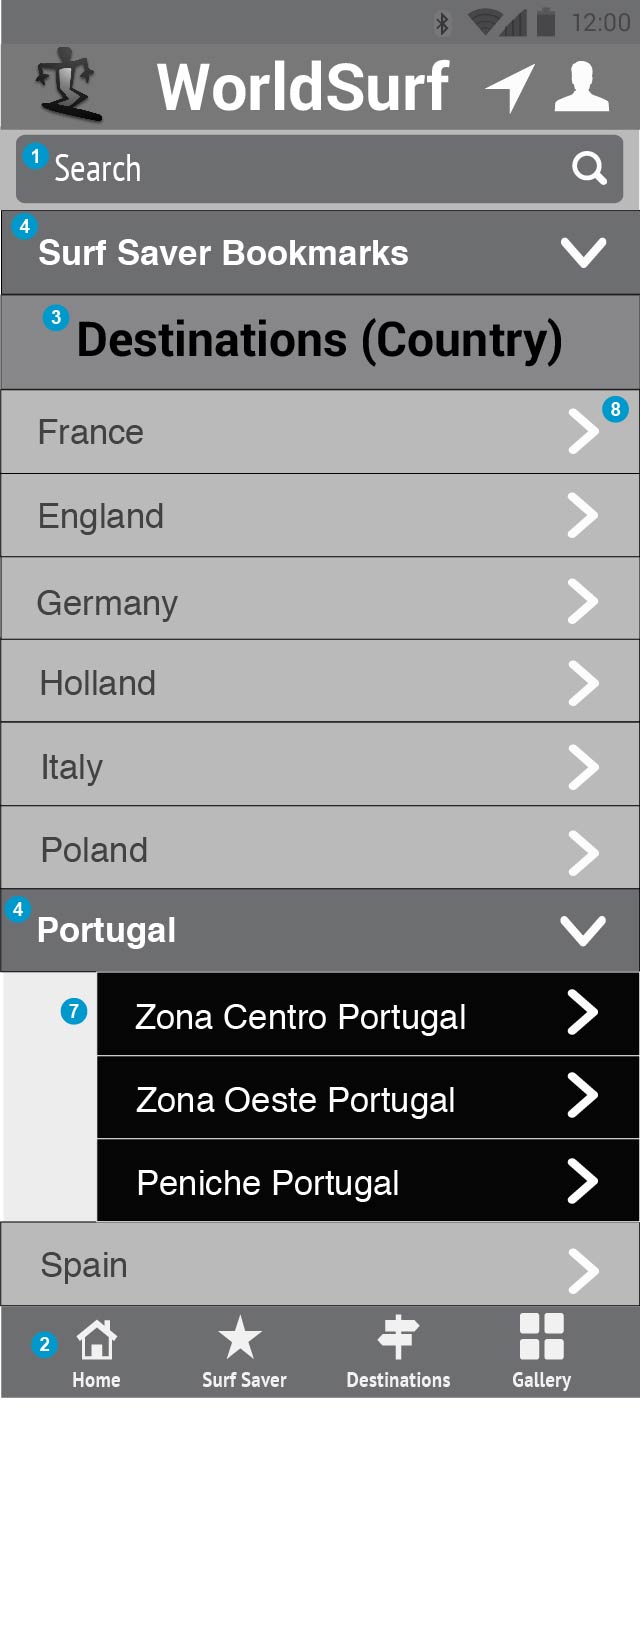 12:00
WorldSurf
1 Search
4
Surf Saver Bookmarks
3
Destinations (Country)
8
France
England
Germany
Holland
Italy
Poland
4
Portugal
7
Zona Centro Portugal
Zona Oeste Portugal
Peniche Portugal
Spain
2
Home Surf Saver Destinations Gallery